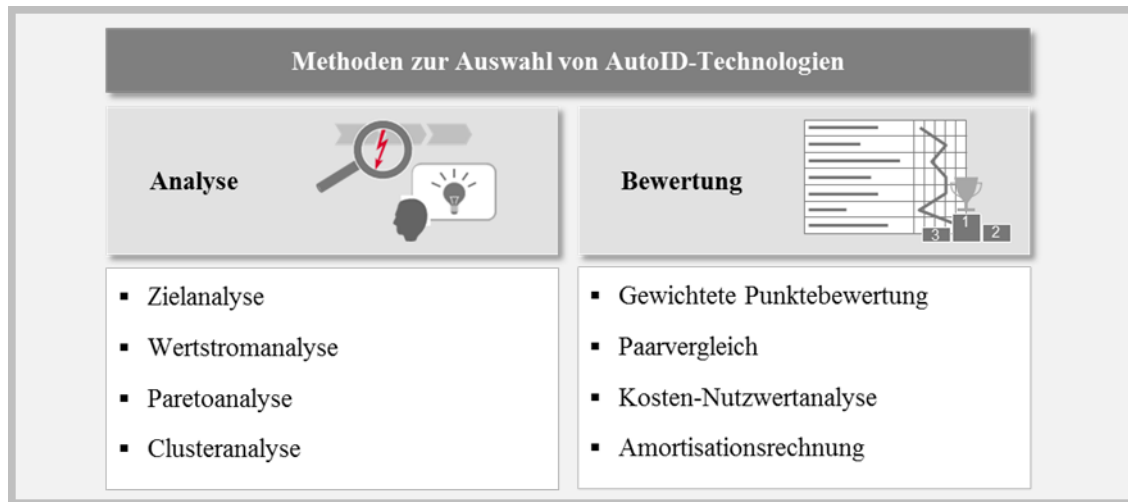 Methoden zur Auswahl von AutoID-Technologien
Analyse
Bewertung
1
3
2
▪ Zielanalyse
▪ Wertstromanalyse
▪ Paretoanalyse
▪ Clusteranalyse
▪ Gewichtete Punktebewertung
▪ Paarvergleich
▪ Kosten-Nutzwertanalyse
▪ Amortisationsrechnung